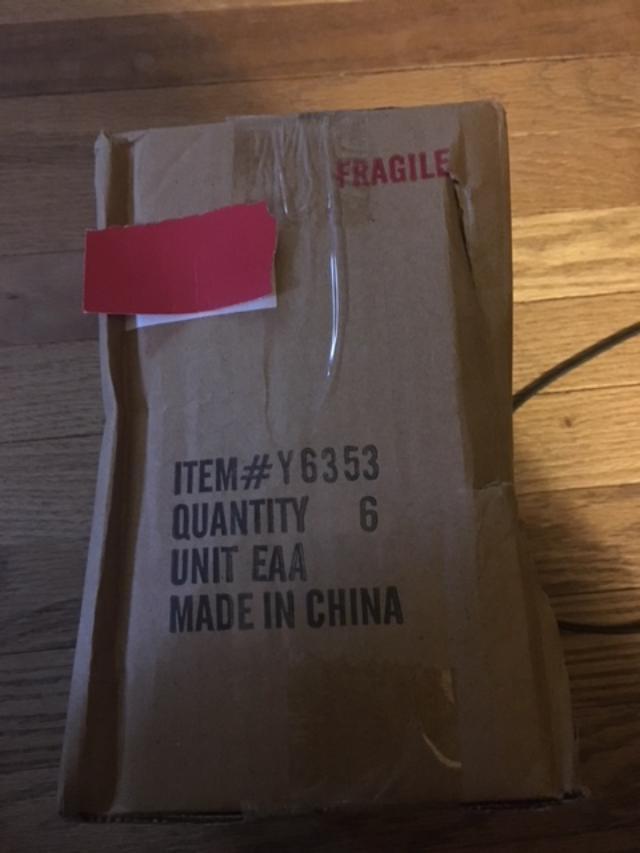 FRAGILE
ITEM# Y6353
QUANTITY 6
UNIT EAA
MADE IN CHINA